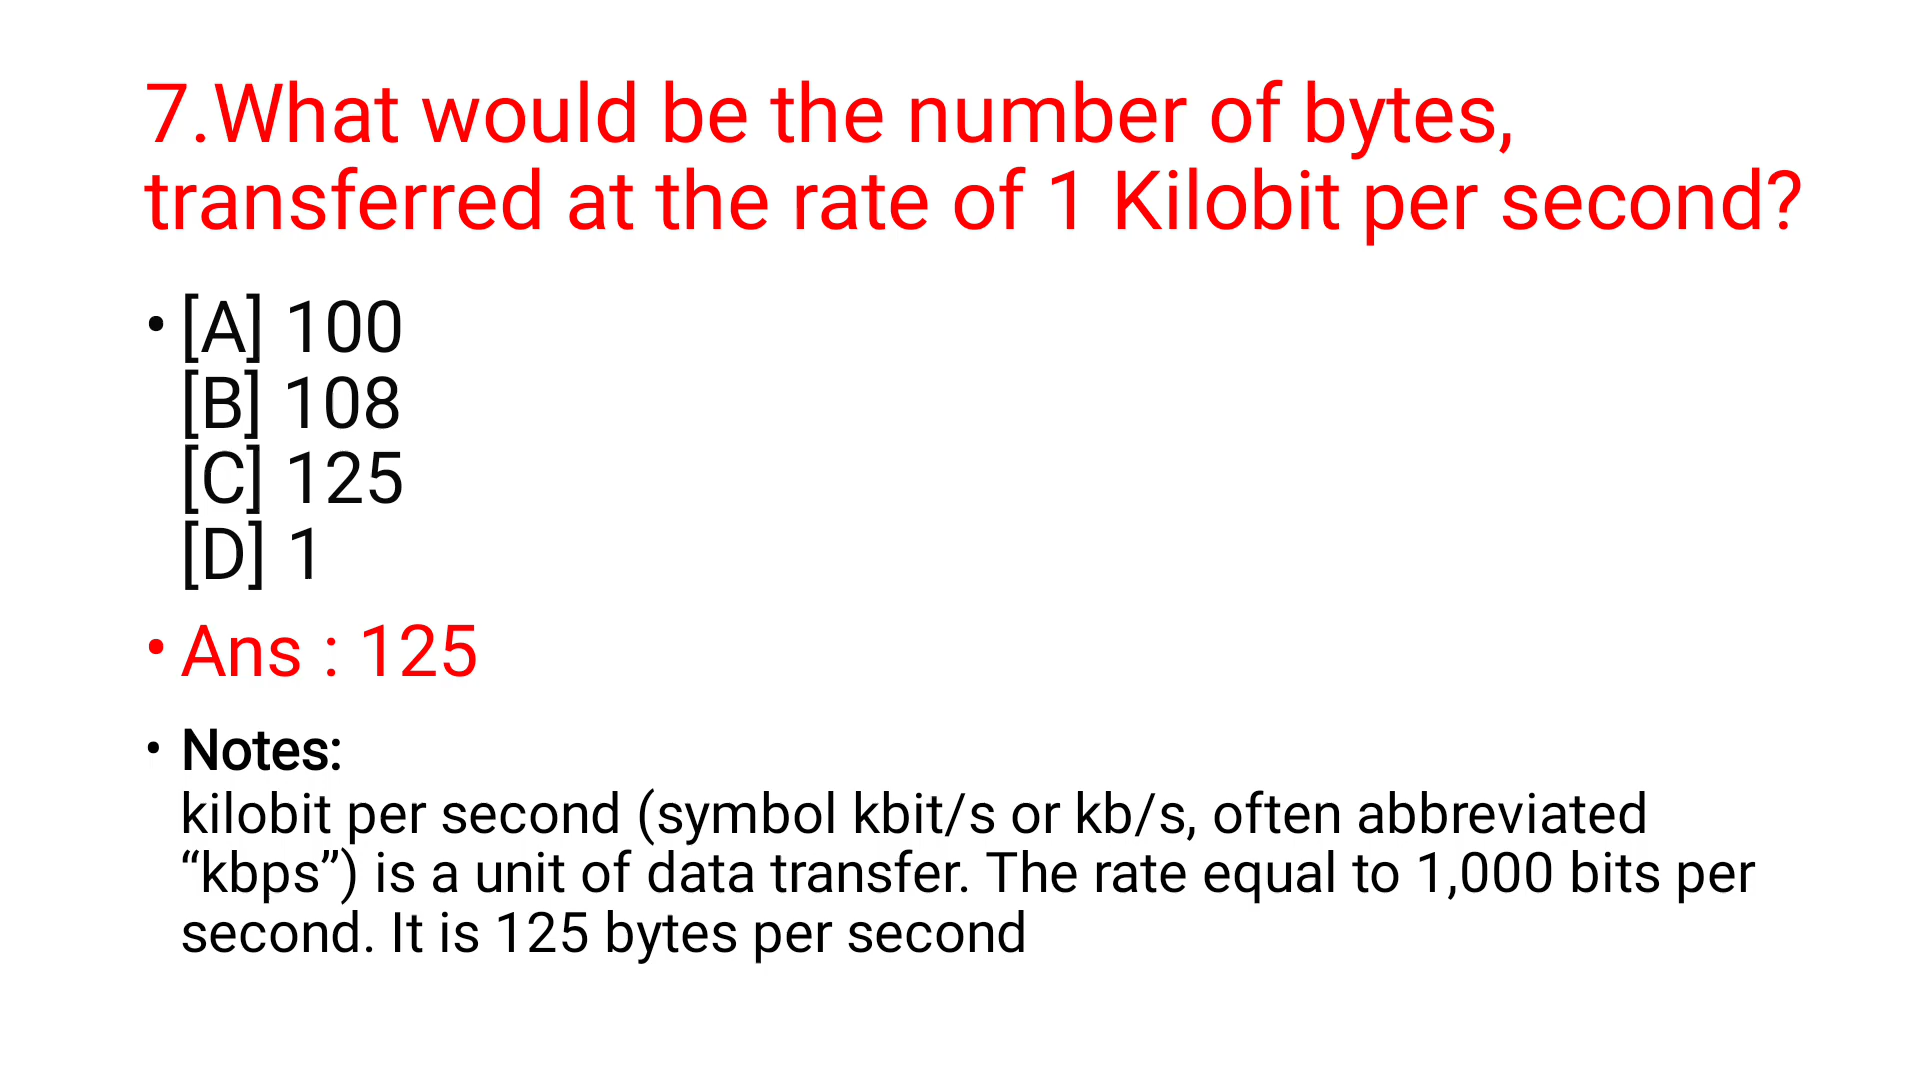 7.What would be the number of bytes,
transferred at the rate of 1 Kilobit per second?
• [A] 100
[B] 108
[C] 125
[D] 1
• Ans : 125
• Notes:
kilobit per second (symbol kbit/s or kb/s, often abbreviated
“kbps”) is a unit of data transfer. The rate equal to 1,000 bits per
second. It is 125 bytes per second